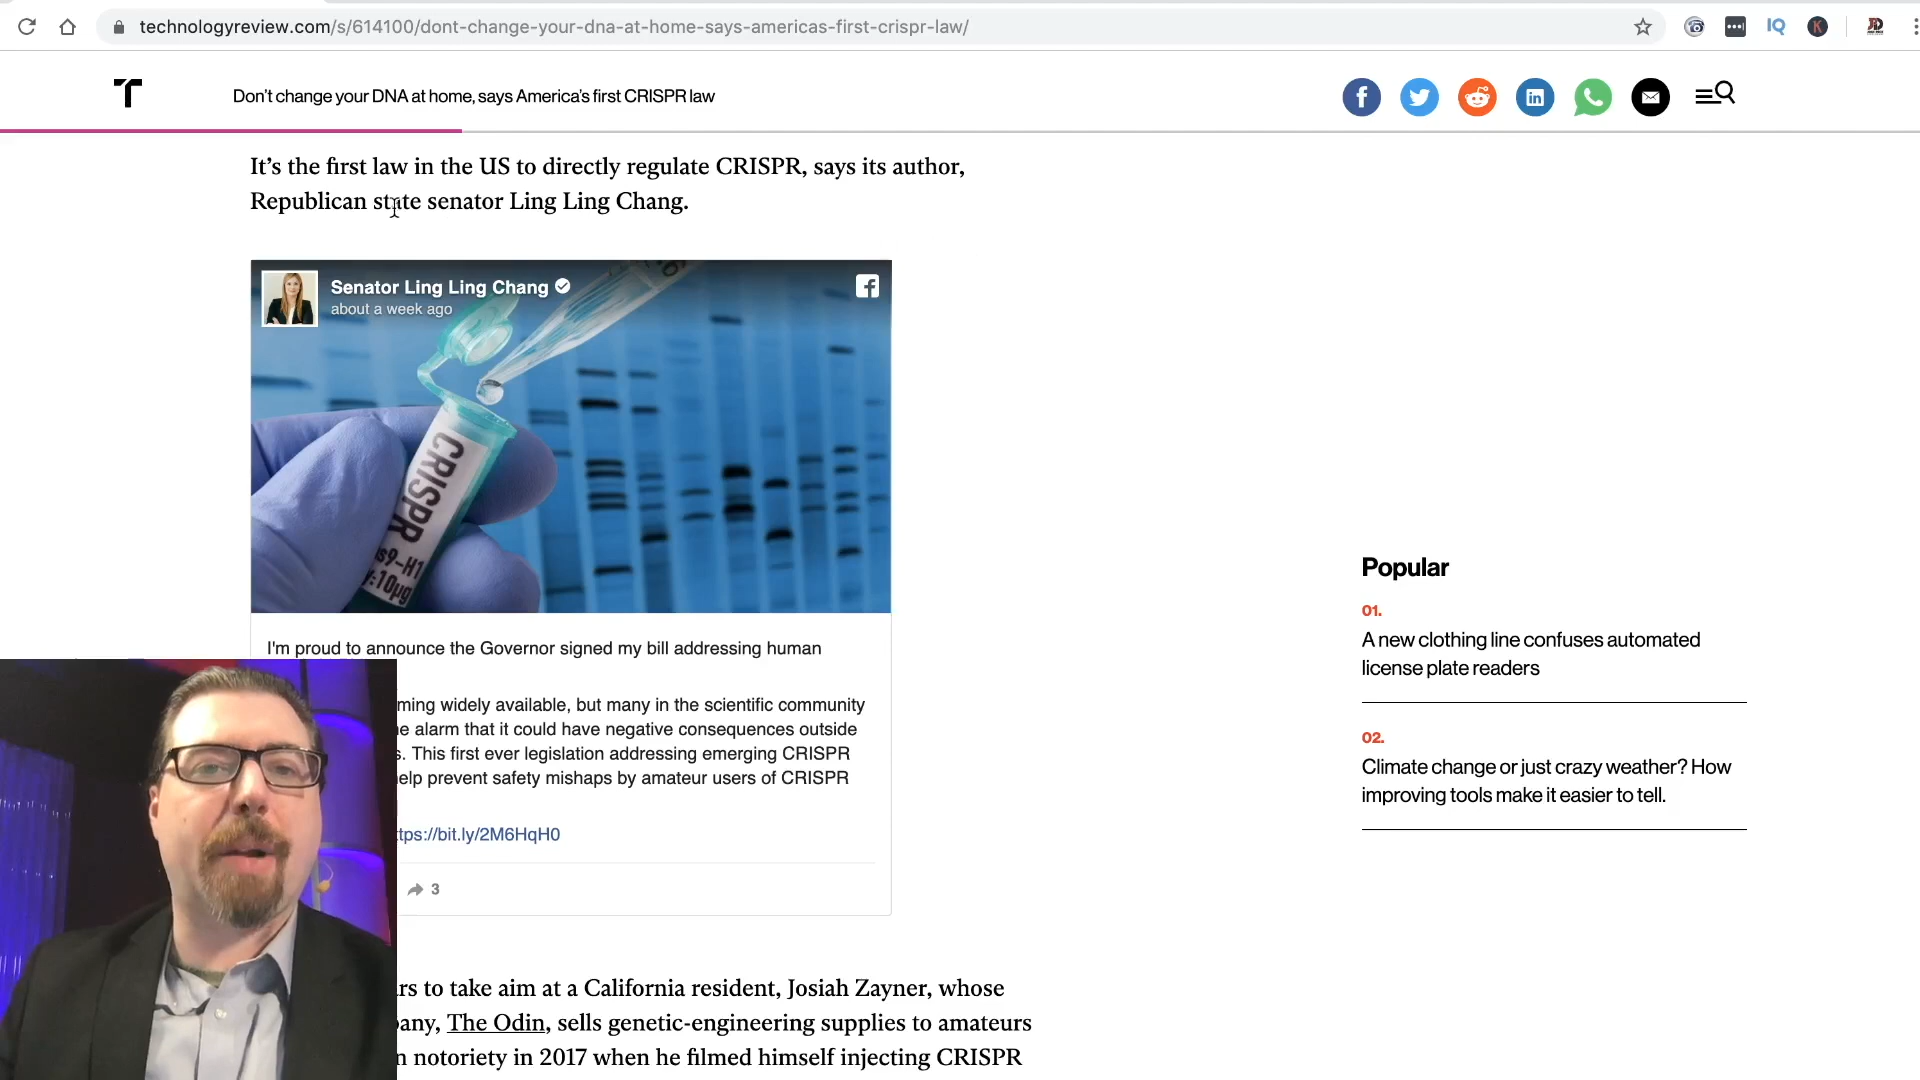 technologyreview.com/s/614100/dont-change-your-dna-at-home-says-americas-first-crispr-law/
IQ
K
T
Don't change your DNA at home, says America's first CRISPR law
It's the first law in the US to directly regulate CRISPR, says its author,
Republican state senator Ling Ling Chang.
Senator Ling Ling Chang
about a week ago
CRISPR
s9-H1
:10µg
I'm proud to announce the Governor signed my bill addressing human
ming widely available, but many in the scientific community
e alarm that it could have negative consequences outside
s. This first ever legislation addressing emerging CRISPR
elp prevent safety mishaps by amateur users of CRISPR
tps://bit.ly/2M6HqH0
3
rs to take aim at a California resident, Josiah Zayner, whose
pany, The Odin, sells genetic-engineering supplies to amateurs
n notoriety in 2017 when he filmed himself injecting CRISPR
Popular
01.
A new clothing line confuses automated
license plate readers
02.
Climate change or just crazy weather? How
improving tools make it easier to tell.